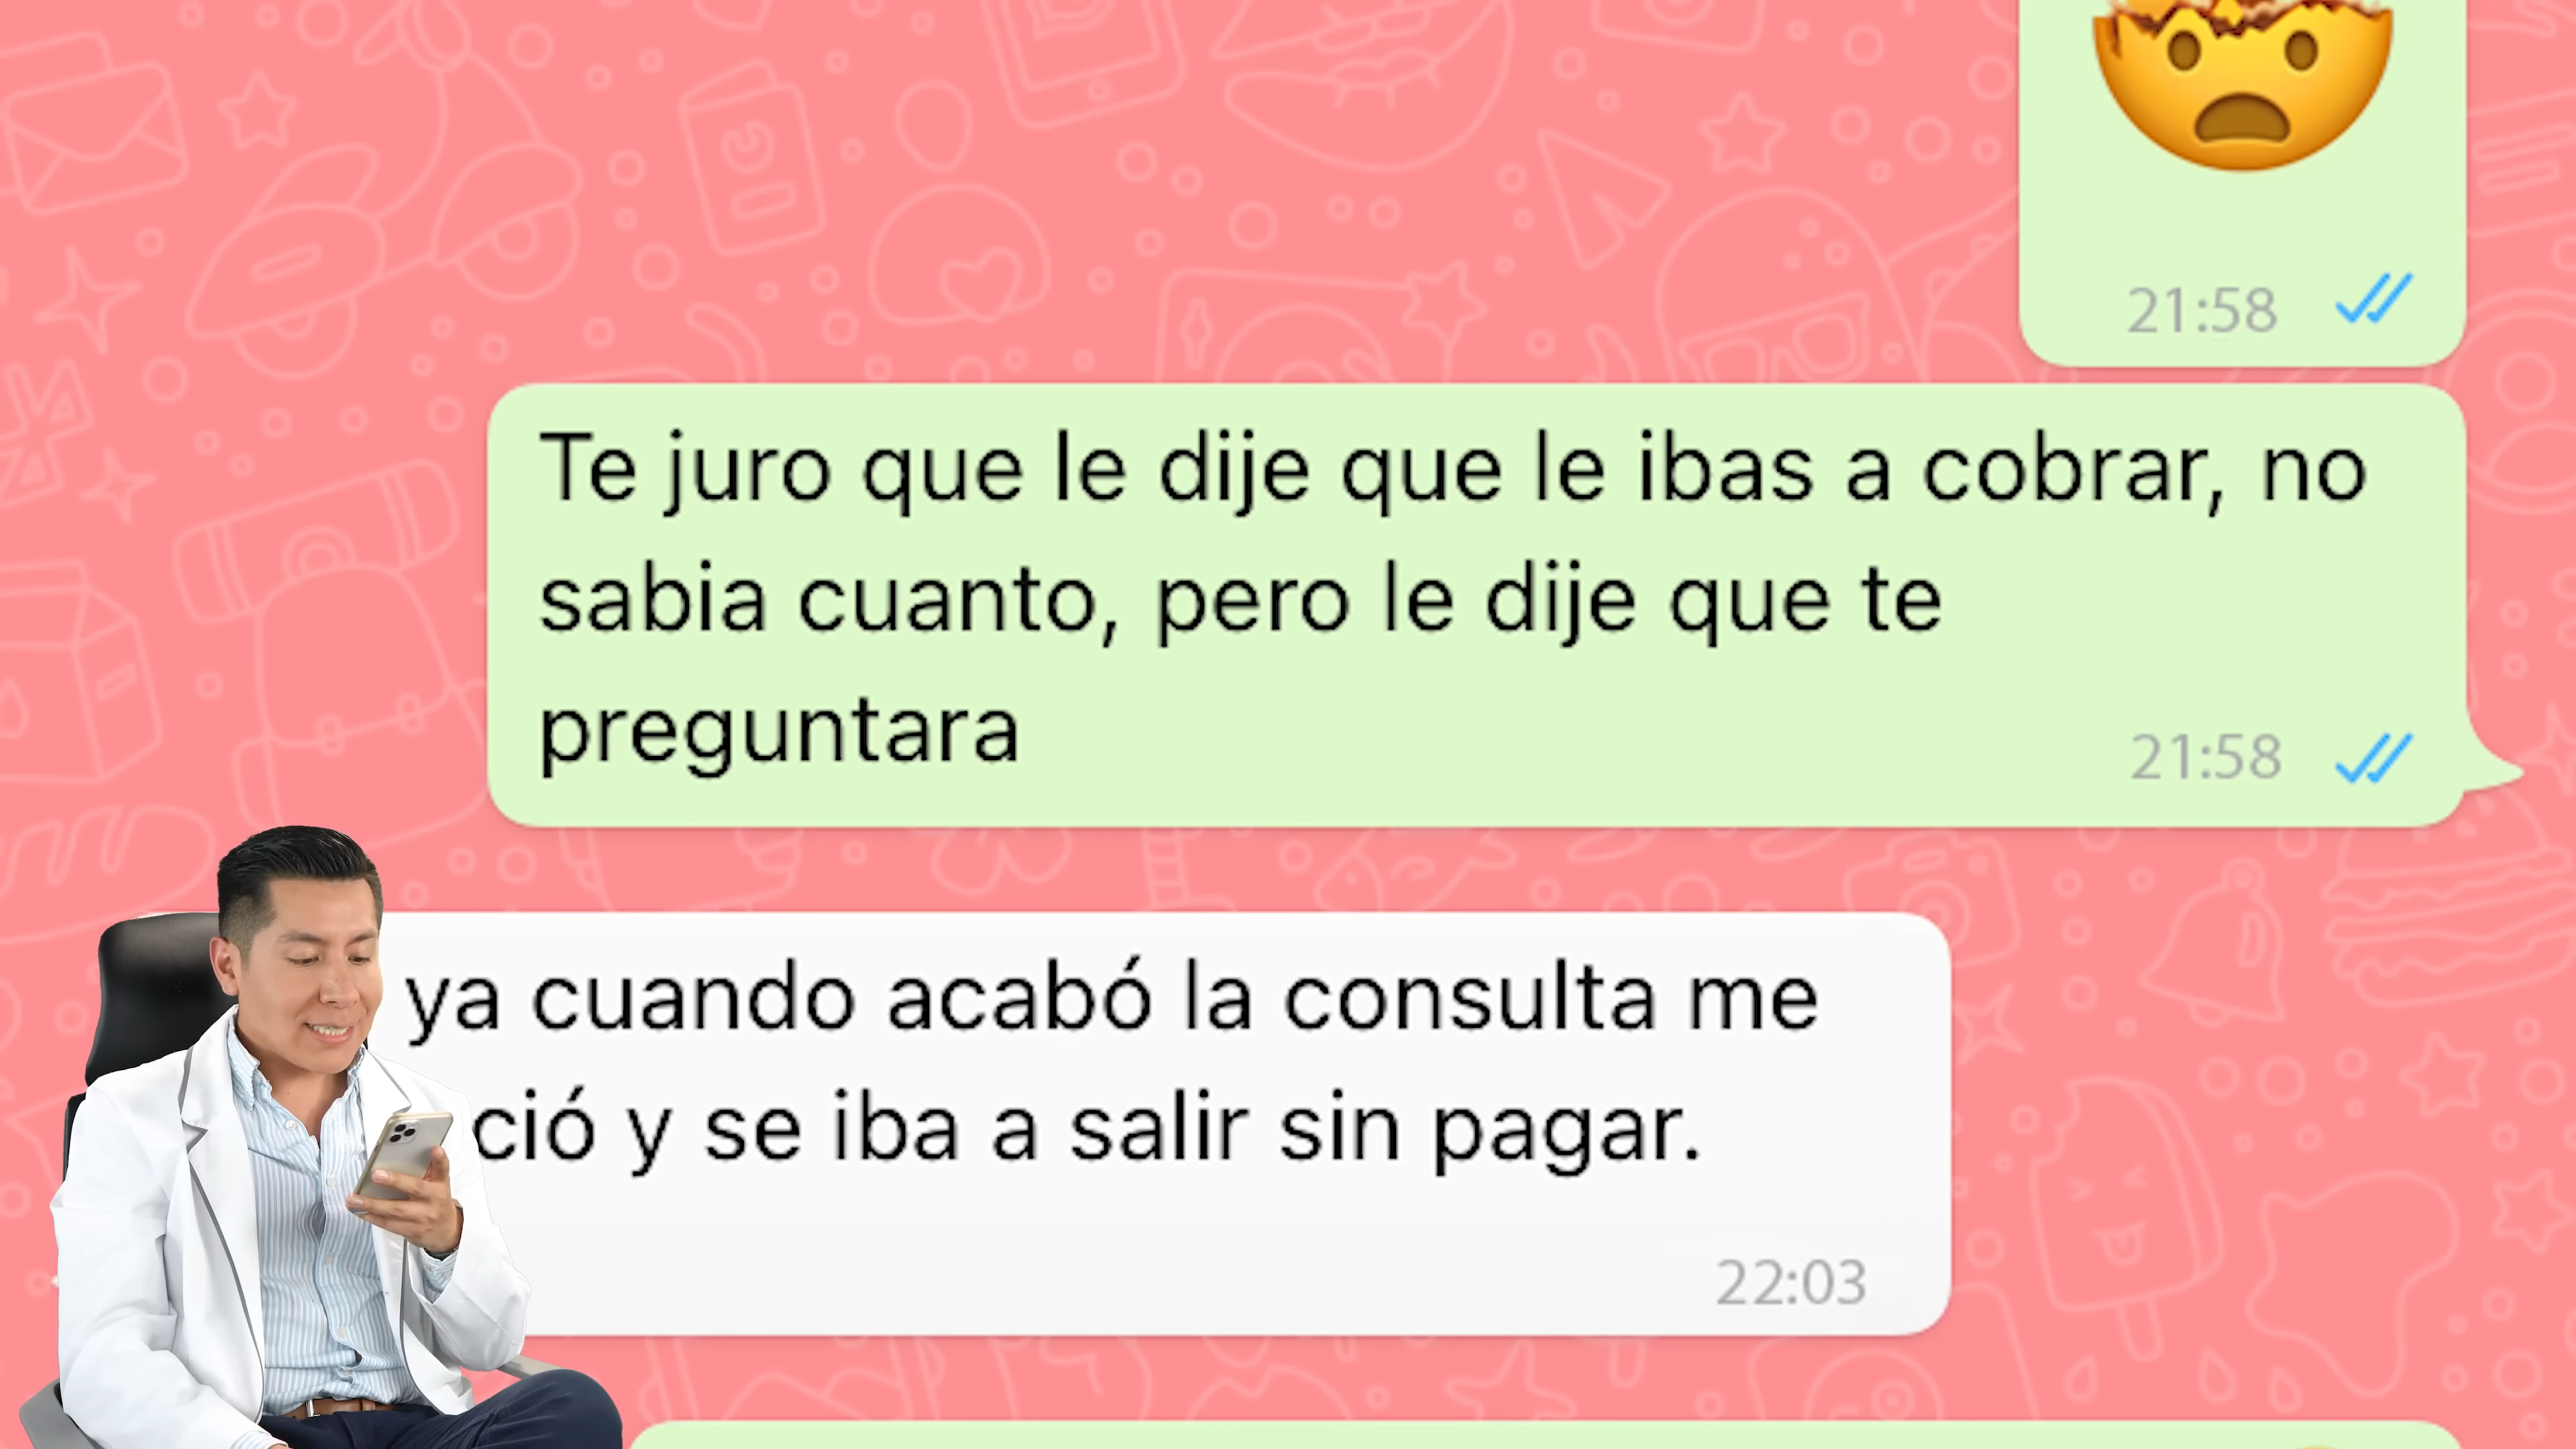 21:58
Te juro que le dije que le ibas a cobrar, no
sabia cuanto, pero le dije que te
preguntara
21:58
ya cuando acabó la consulta me
y se iba a salir sin pagar.
22:03